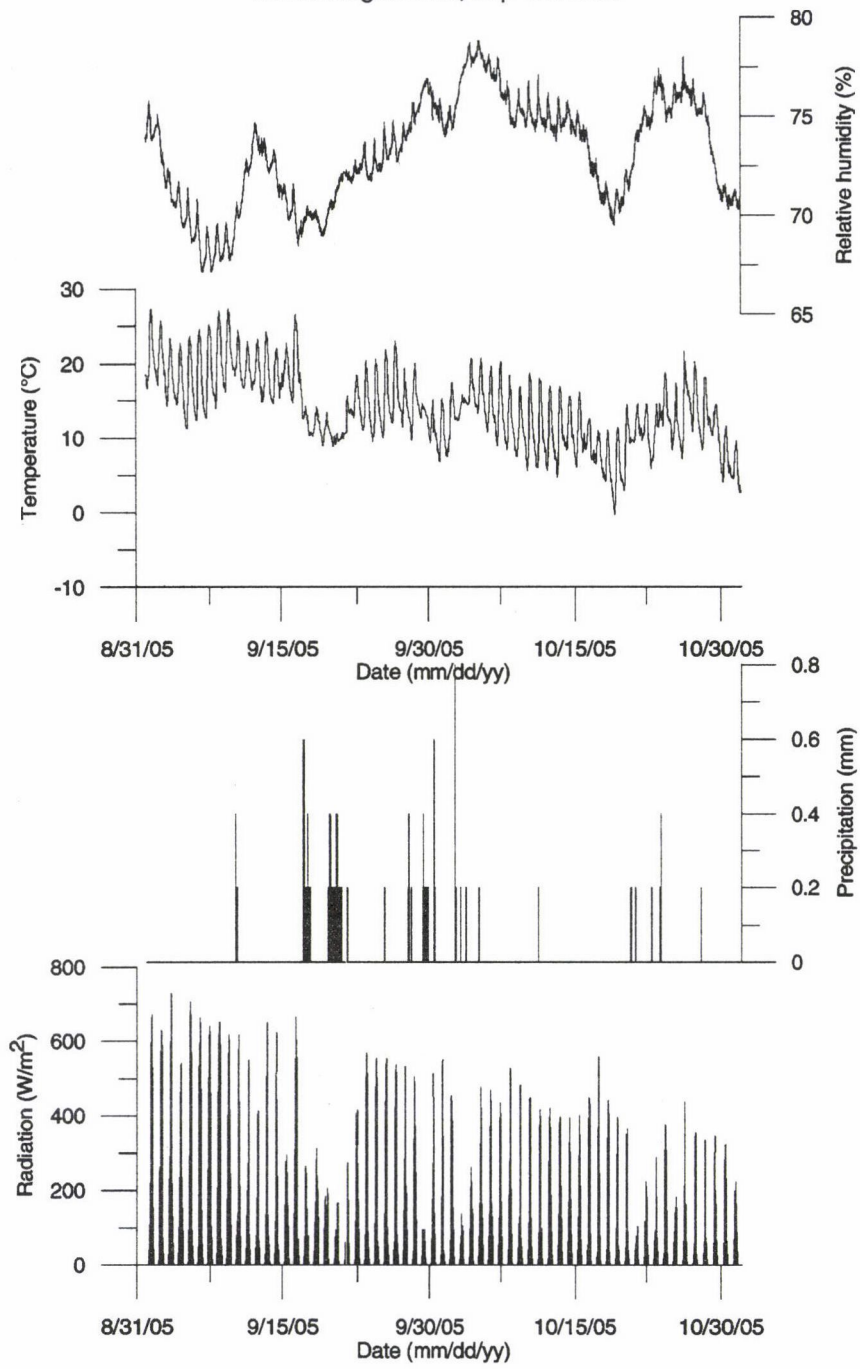 80
75
70
65
Relative humidity (%)
30
20
10
0
-10
Temperature (°C)
8/31/05 9/15/05 9/30/05 10/15/05 10/30/05
Date (mm/dd/yy)
0.8
0.6
0.4
0.2
0
Precipitation (mm)
800
600
400
200
0
Radiation (W/m²)
8/31/05 9/15/05 9/30/05 10/15/05 10/30/05
Date (mm/dd/yy)